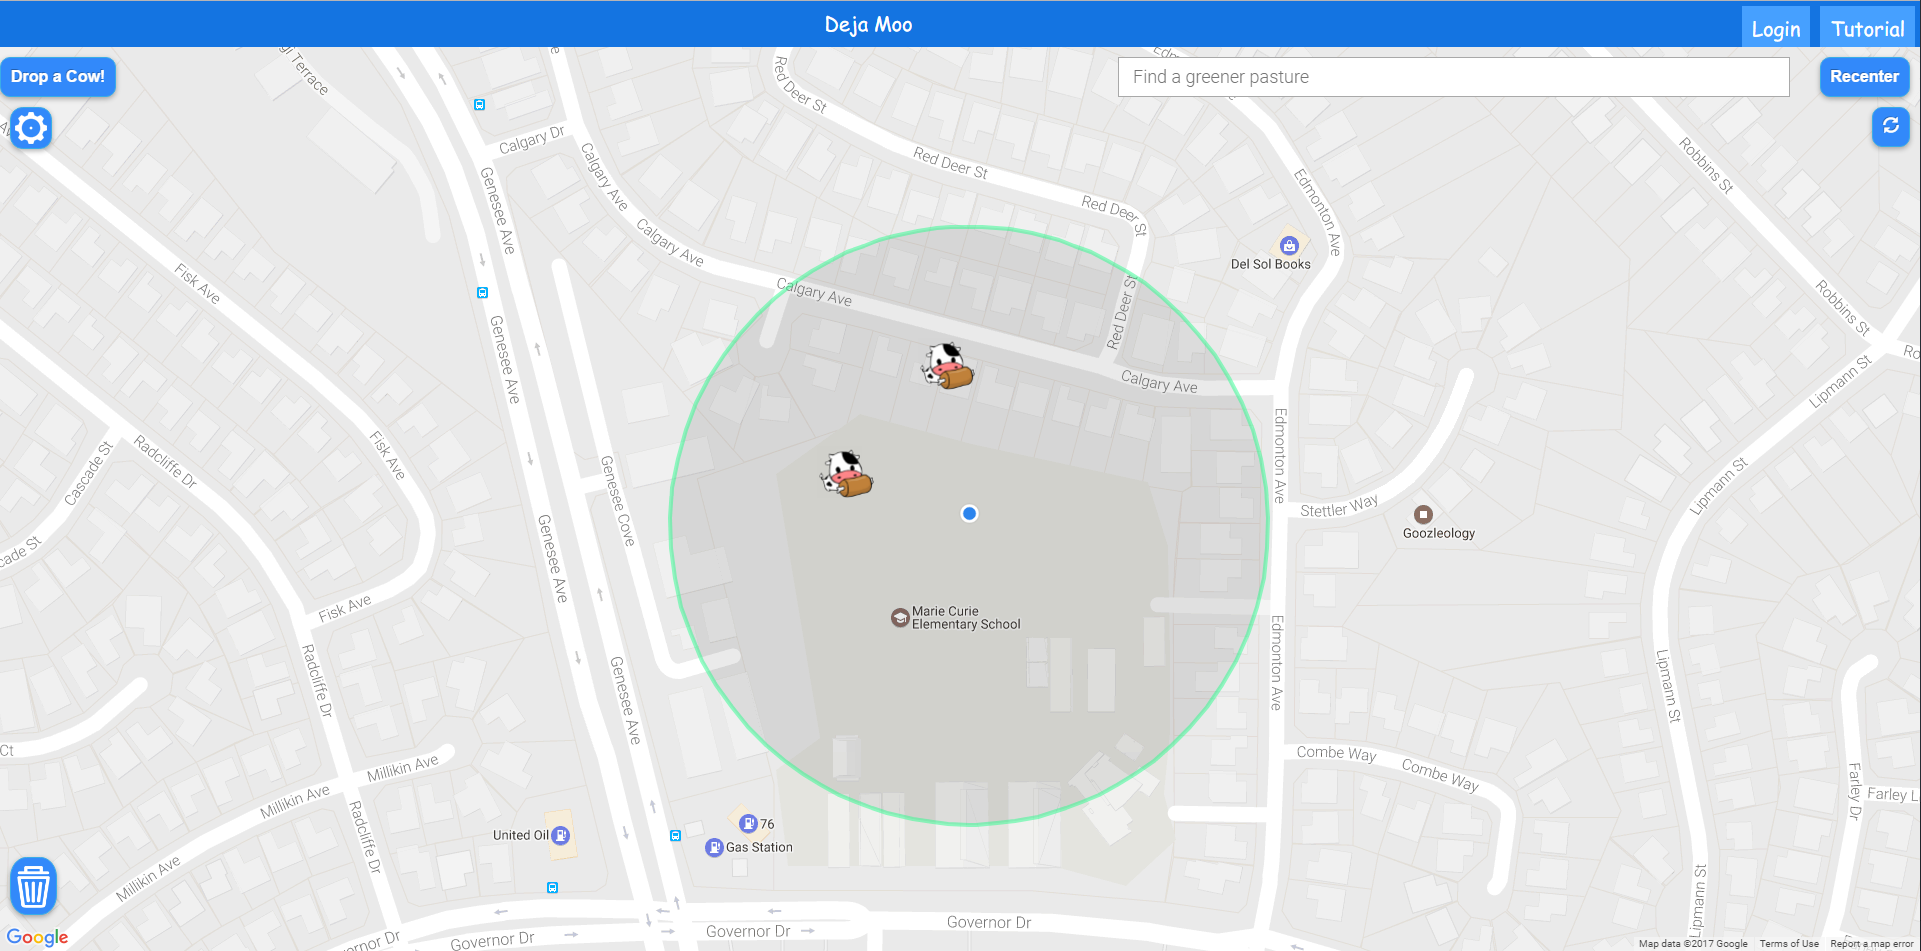 Deja Moo
Login
Tutorial
Drop a Cow!
Find a greener pasture
Recenter
Terrace
Red Deer St
Calgary Dr
Calgary Ave
Red Deer St
Red Deer St
Edmonton Ave
Robbins St
Genesee Ave
Calgary Ave
Del Sol Books
Fisk Ave
Calgary Ave
Red Deer St
Robbins St
Genesee Ave
Calgary Ave
Lipmann St
Radcliffe Dr
Fisk Ave
Cascade St
Genesee Cove
Edmonton Ave
Stettler Way
Lipmann St
Goozleology
Genesee Ave
Fisk Ave
Marie Curie
Elementary School
Radcliffe Dr
Genesee Ave
Edmonton Ave
Lipmann St
Ct
Millikin Ave
Combe Way
Combe Way
Millikin Ave
Radcliffe Dr
Farley Dr
Farley L
United Oil
76
Gas Station
Millikin Ave
Lipmann St
Governor Dr
Governor Dr
Governor Dr
Google
Map data ©2017 Google
Terms of Use
Report a map error